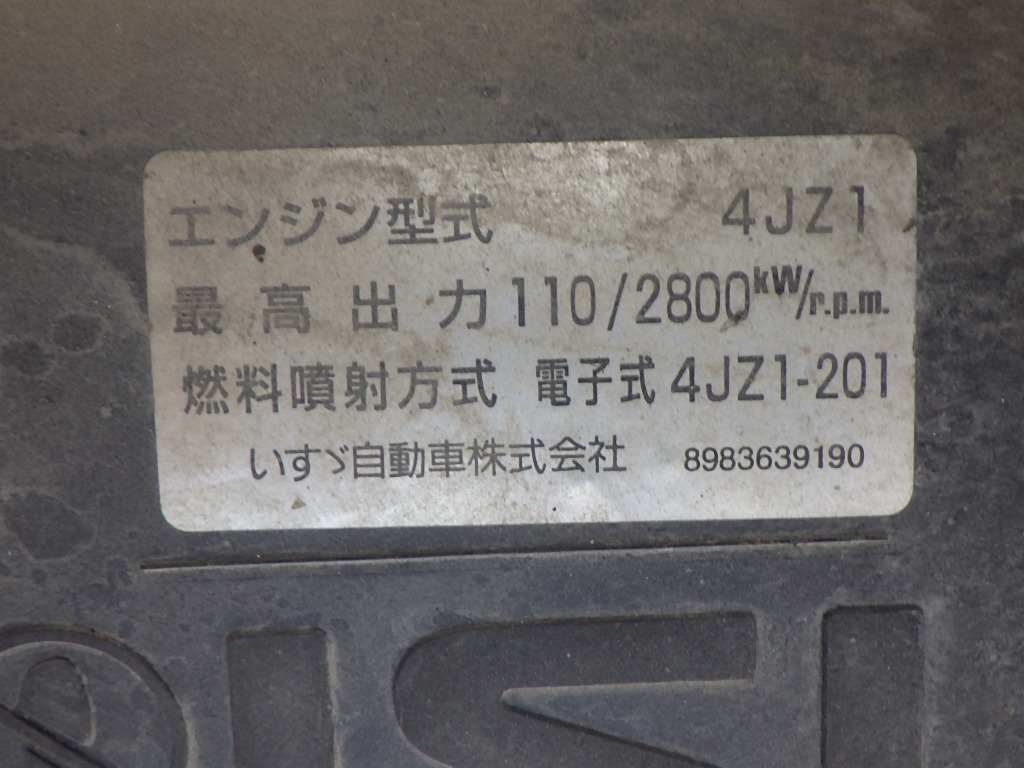 エンジン型式 4JZ1
最高出力 110/2800kW/r.p.m.
燃料噴射方式 電子式 4JZ1-201
いすゞ自動車株式会社 8983639190